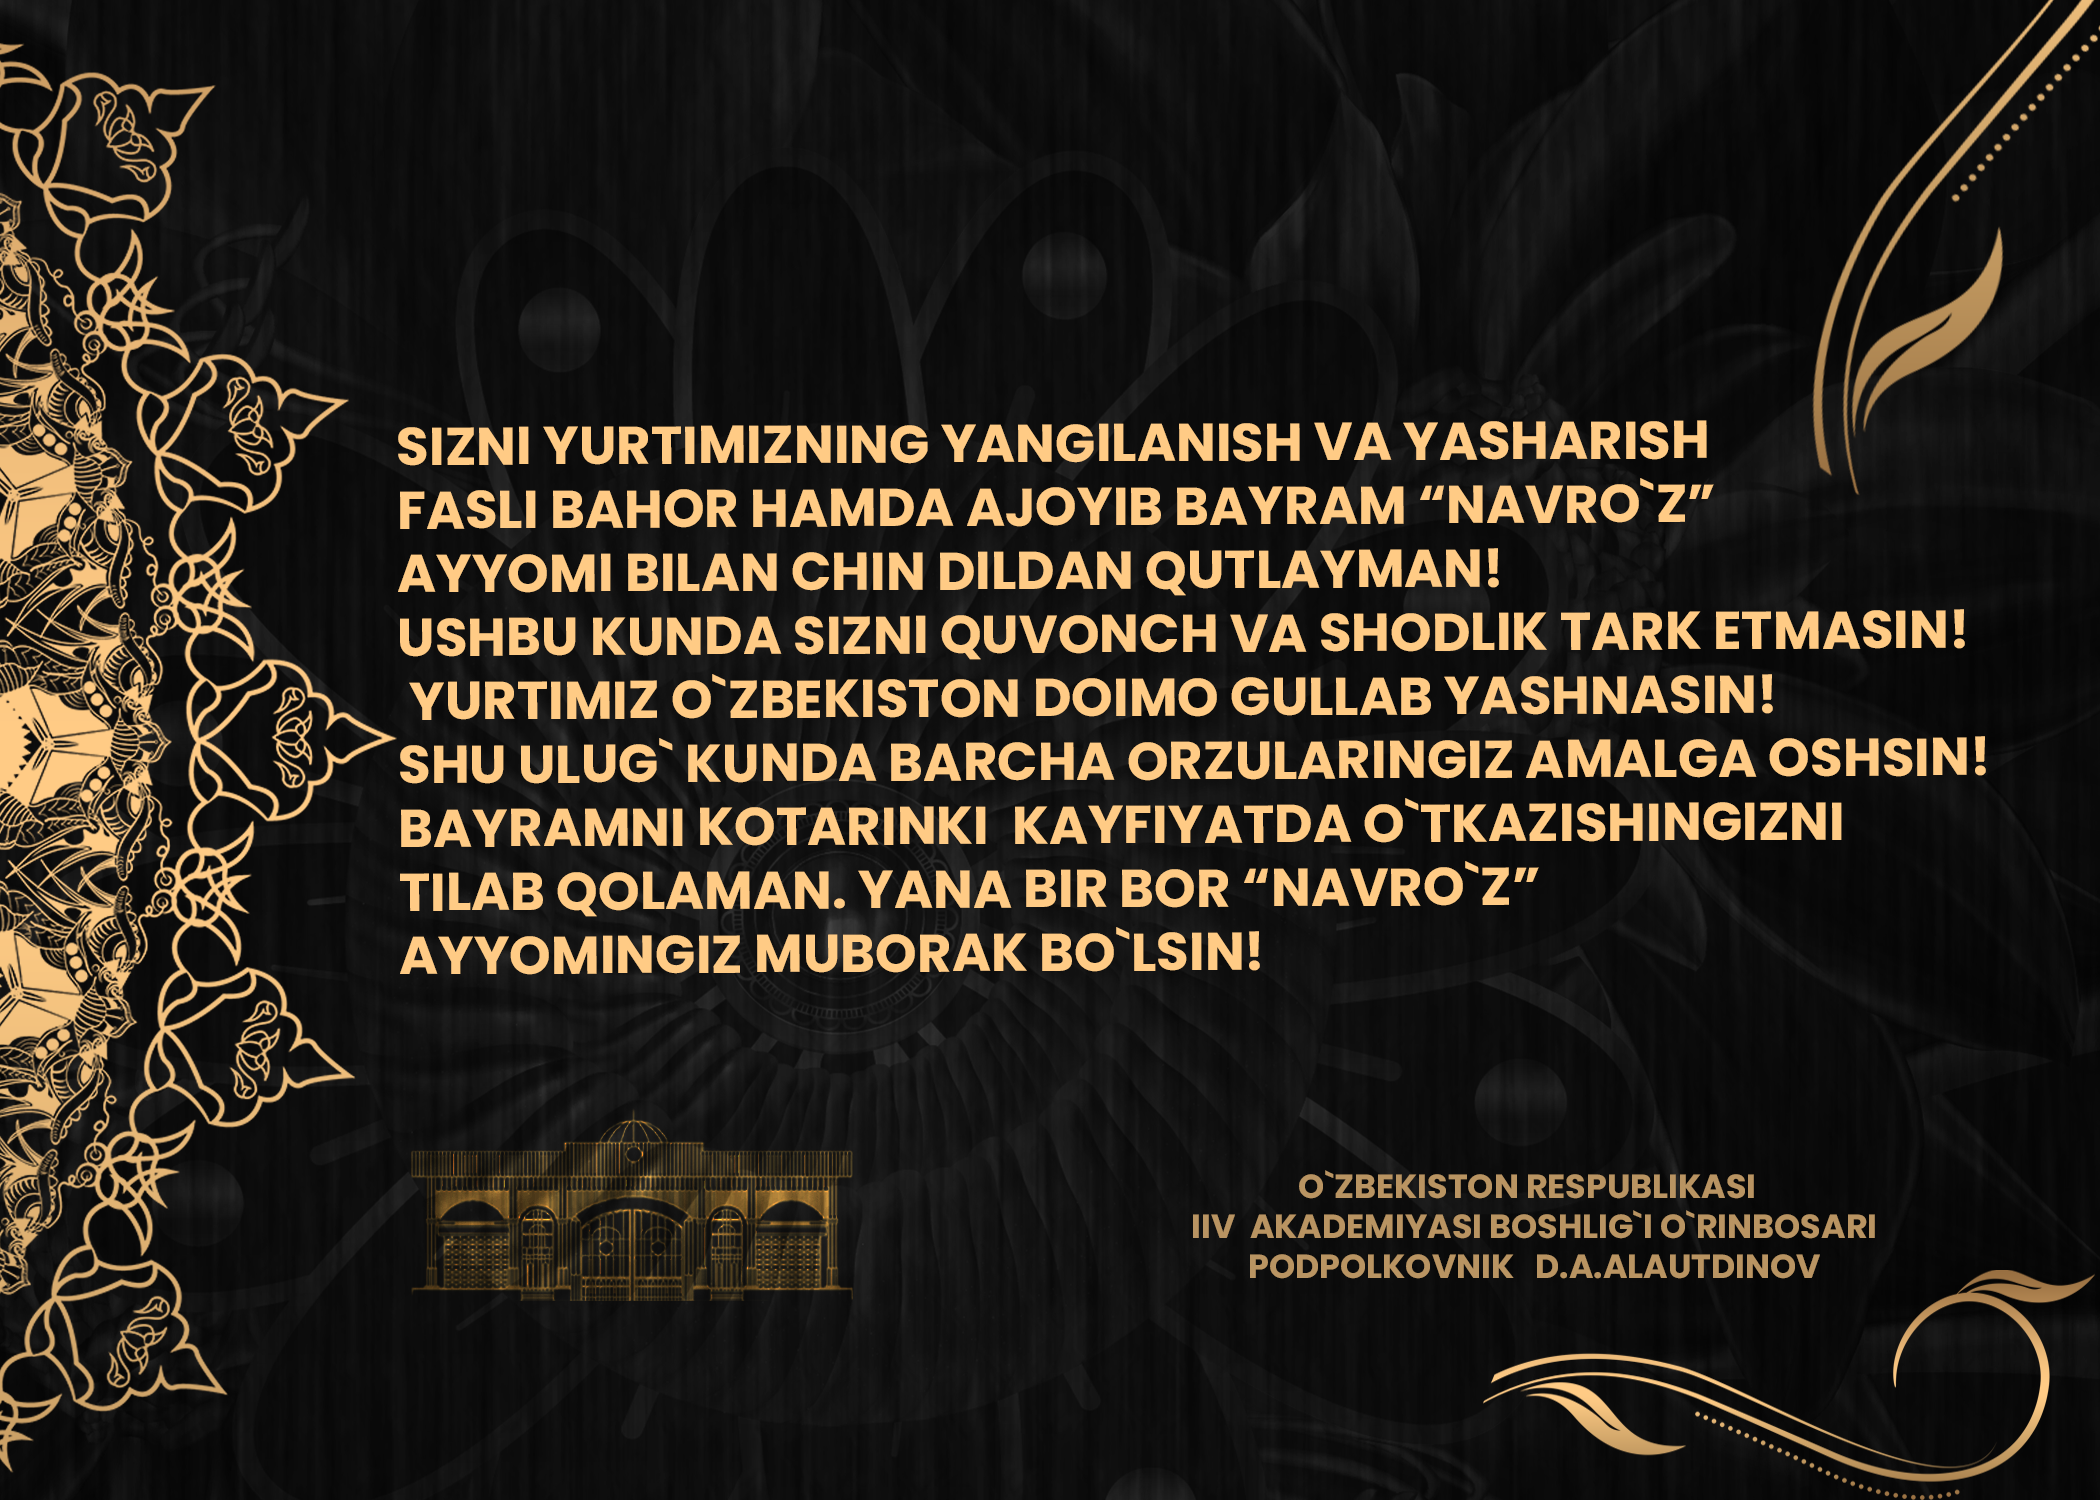 SIZNI YURTIMIZNING YANGILANISH VA YASHARISH
FASLI BAHOR HAMDA AJOYIB BAYRAM “NAVRO`Z”
AYYOMI BILAN CHIN DILDAN QUTLAYMAN!
USHBU KUNDA SIZNI QUVONCH VA SHODLIK TARK ETMASIN!
YURTIMIZ O`ZBEKISTON DOIMO GULLAB YASHNASIN!
SHU ULUG` KUNDA BARCHA ORZULARINGIZ AMALGA OSHSIN!
BAYRAMNI KOTARINKI KAYFIYATDA O`TKAZISHINGIZNI
TILAB QOLAMAN. YANA BIR BOR “NAVRO`Z”
AYYOMINGIZ MUBORAK BO`LSIN!
O`ZBEKISTON RESPUBLIKASI
IIV AKADEMIYASI BOSHLIG`I O`RINBOSARI
PODPOLKOVNIK D.A.ALAUTDINOV